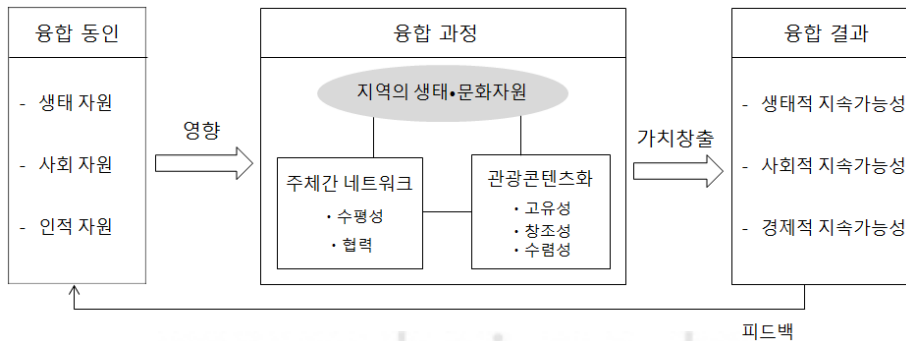 융합 동인
- 생태 자원
- 사회 자원
- 인적 자원
영향
융합 과정
지역의 생태•문화자원
주체간 네트워크
・수평성
・협력
관광콘텐츠화
・고유성
・창조성
・수렴성
가치창출
융합 결과
- 생태적 지속가능성
- 사회적 지속가능성
- 경제적 지속가능성
피드백